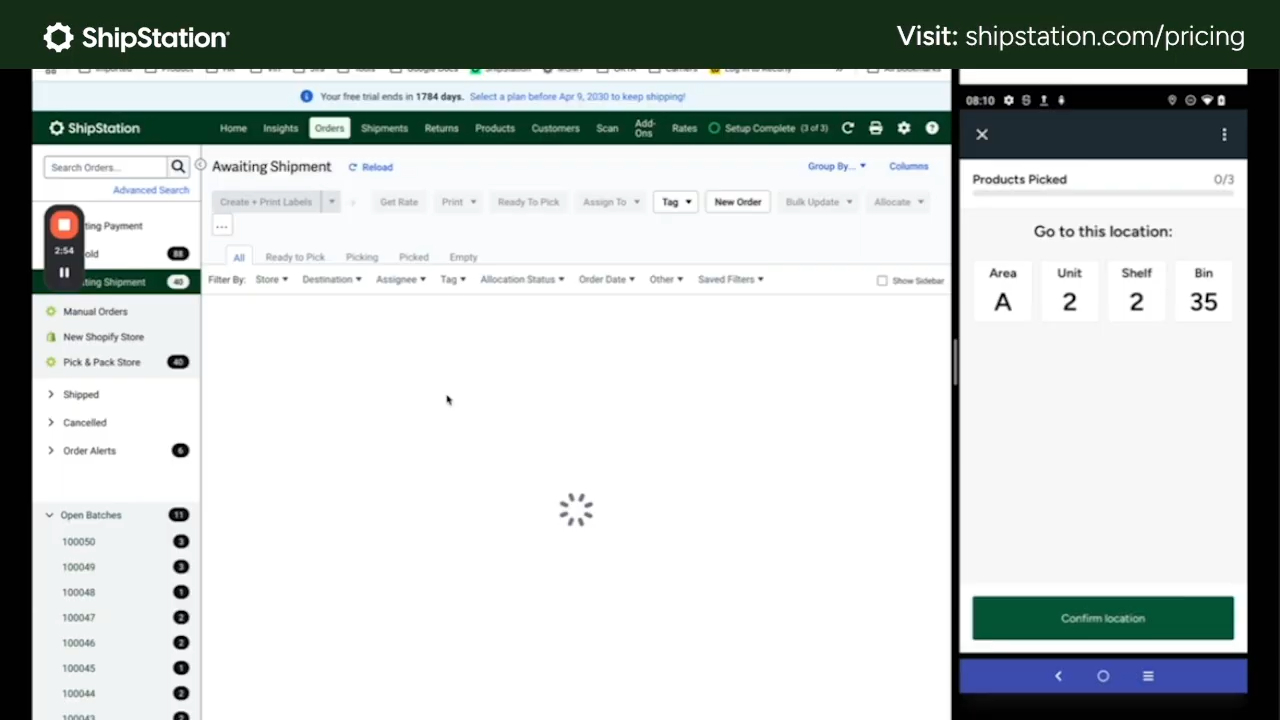 ShipStation
Visit: shipstation.com/pricing
Your free trial ends in 1784 days. Select a plan before Apr 9, 2030 to keep shipping!
ShipStation
Home
Insights
Orders
Shipments
Returns
Products
Customers
Scan
Add-
Ons
Rates
Setup Complete (3 of 3)
Search Orders...
Advanced Search
Awaiting Shipment
Reload
Group By...
Columns
Create + Print Labels
Get Rate
Print
Ready To Pick
Assign To
Tag
New Order
Bulk Update
Allocate
...
All
Ready to Pick
Picking
Picked
Empty
Filter By:
Store
Destination
Assignee
Tag
Allocation Status
Order Date
Other
Saved Filters
Show Sidebar
2:54
ting Payment
old 88
ting Shipment 40
Manual Orders
New Shopify Store
Pick & Pack Store 40
Shipped
Cancelled
Order Alerts 6
Open Batches 11
100050 3
100049 3
100048 1
100047 2
100046 2
100045 1
100044 2
100043 2
08:10
Products Picked 0/3
Go to this location:
Area Unit Shelf Bin
A 2 2 35
Confirm location